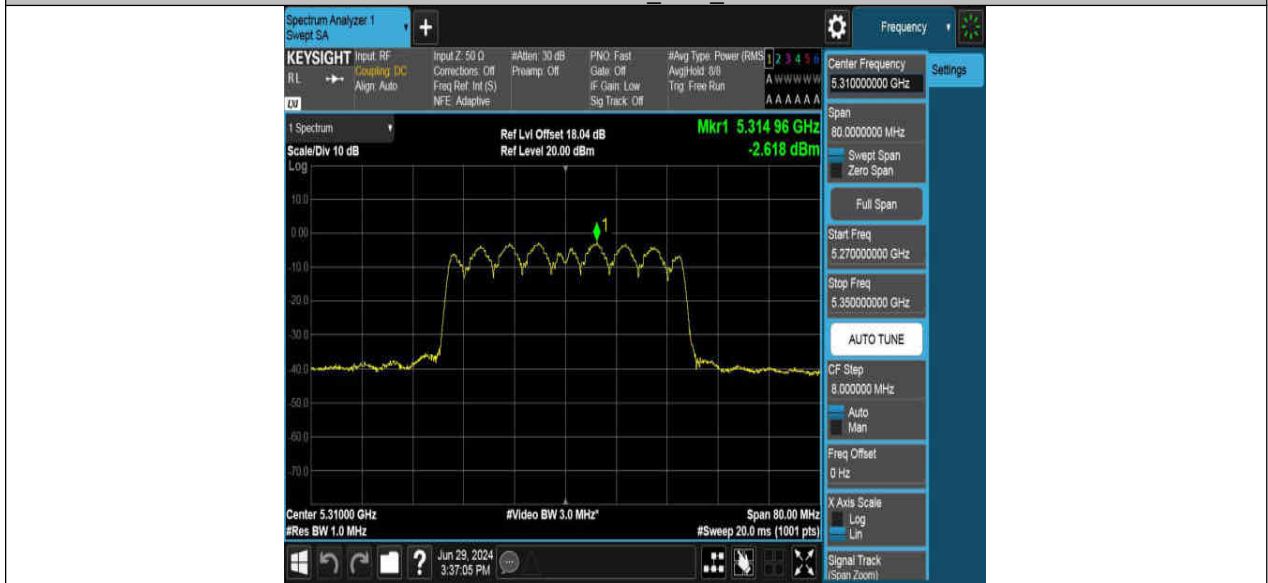 Spectrum Analyzer 1
Swept SA
+
Frequency
KEYSIGHT
RL
LXI
Input: RF
Coupling: DC
Align: Auto
Input Z: 50 Ω
Corrections: Off
Freq Ref: Int (S)
NFE: Adaptive
#Atten: 30 dB
Preamp: Off
PNO: Fast
Gate: Off
IF Gain: Low
Sig Track: Off
#Avg Type: Power (RMS
Avg|Hold: 8/8
Trig: Free Run
1 2 3 4 5 6
A W W W W W
A A A A A A
1 Spectrum
Scale/Div 10 dB
Log
Ref Lvl Offset 18.04 dB
Ref Level 20.00 dBm
Mkr1 5.314 96 GHz
-2.618 dBm
10.0
0.00
-10.0
-20.0
-30.0
-40.0
-50.0
-60.0
-70.0
1
Center 5.31000 GHz
#Res BW 1.0 MHz
#Video BW 3.0 MHz*
Span 80.00 MHz
#Sweep 20.0 ms (1001 pts)
?
Jun 29, 2024
3:37:05 PM
Center Frequency
5.310000000 GHz
Settings
Span
80.0000000 MHz
Swept Span
Zero Span
Full Span
Start Freq
5.270000000 GHz
Stop Freq
5.350000000 GHz
AUTO TUNE
CF Step
8.000000 MHz
Auto
Man
Freq Offset
0 Hz
X Axis Scale
Log
Lin
Signal Track
(Span Zoom)